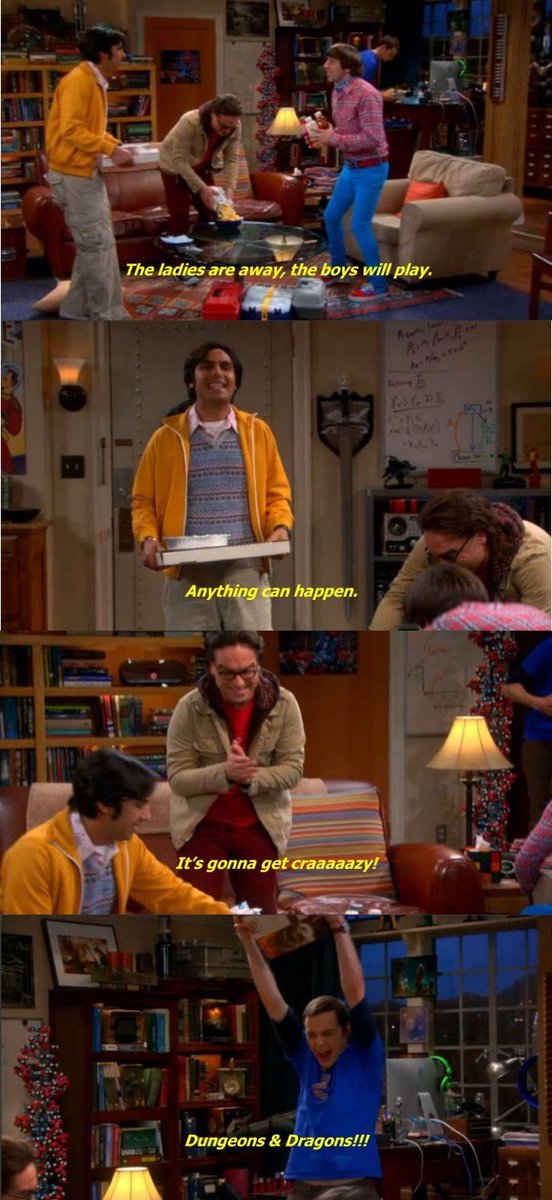 The ladies are away, the boys will play.
Anything can happen.
It's gonna get craaaaazy!
Dungeons & Dragons!!!